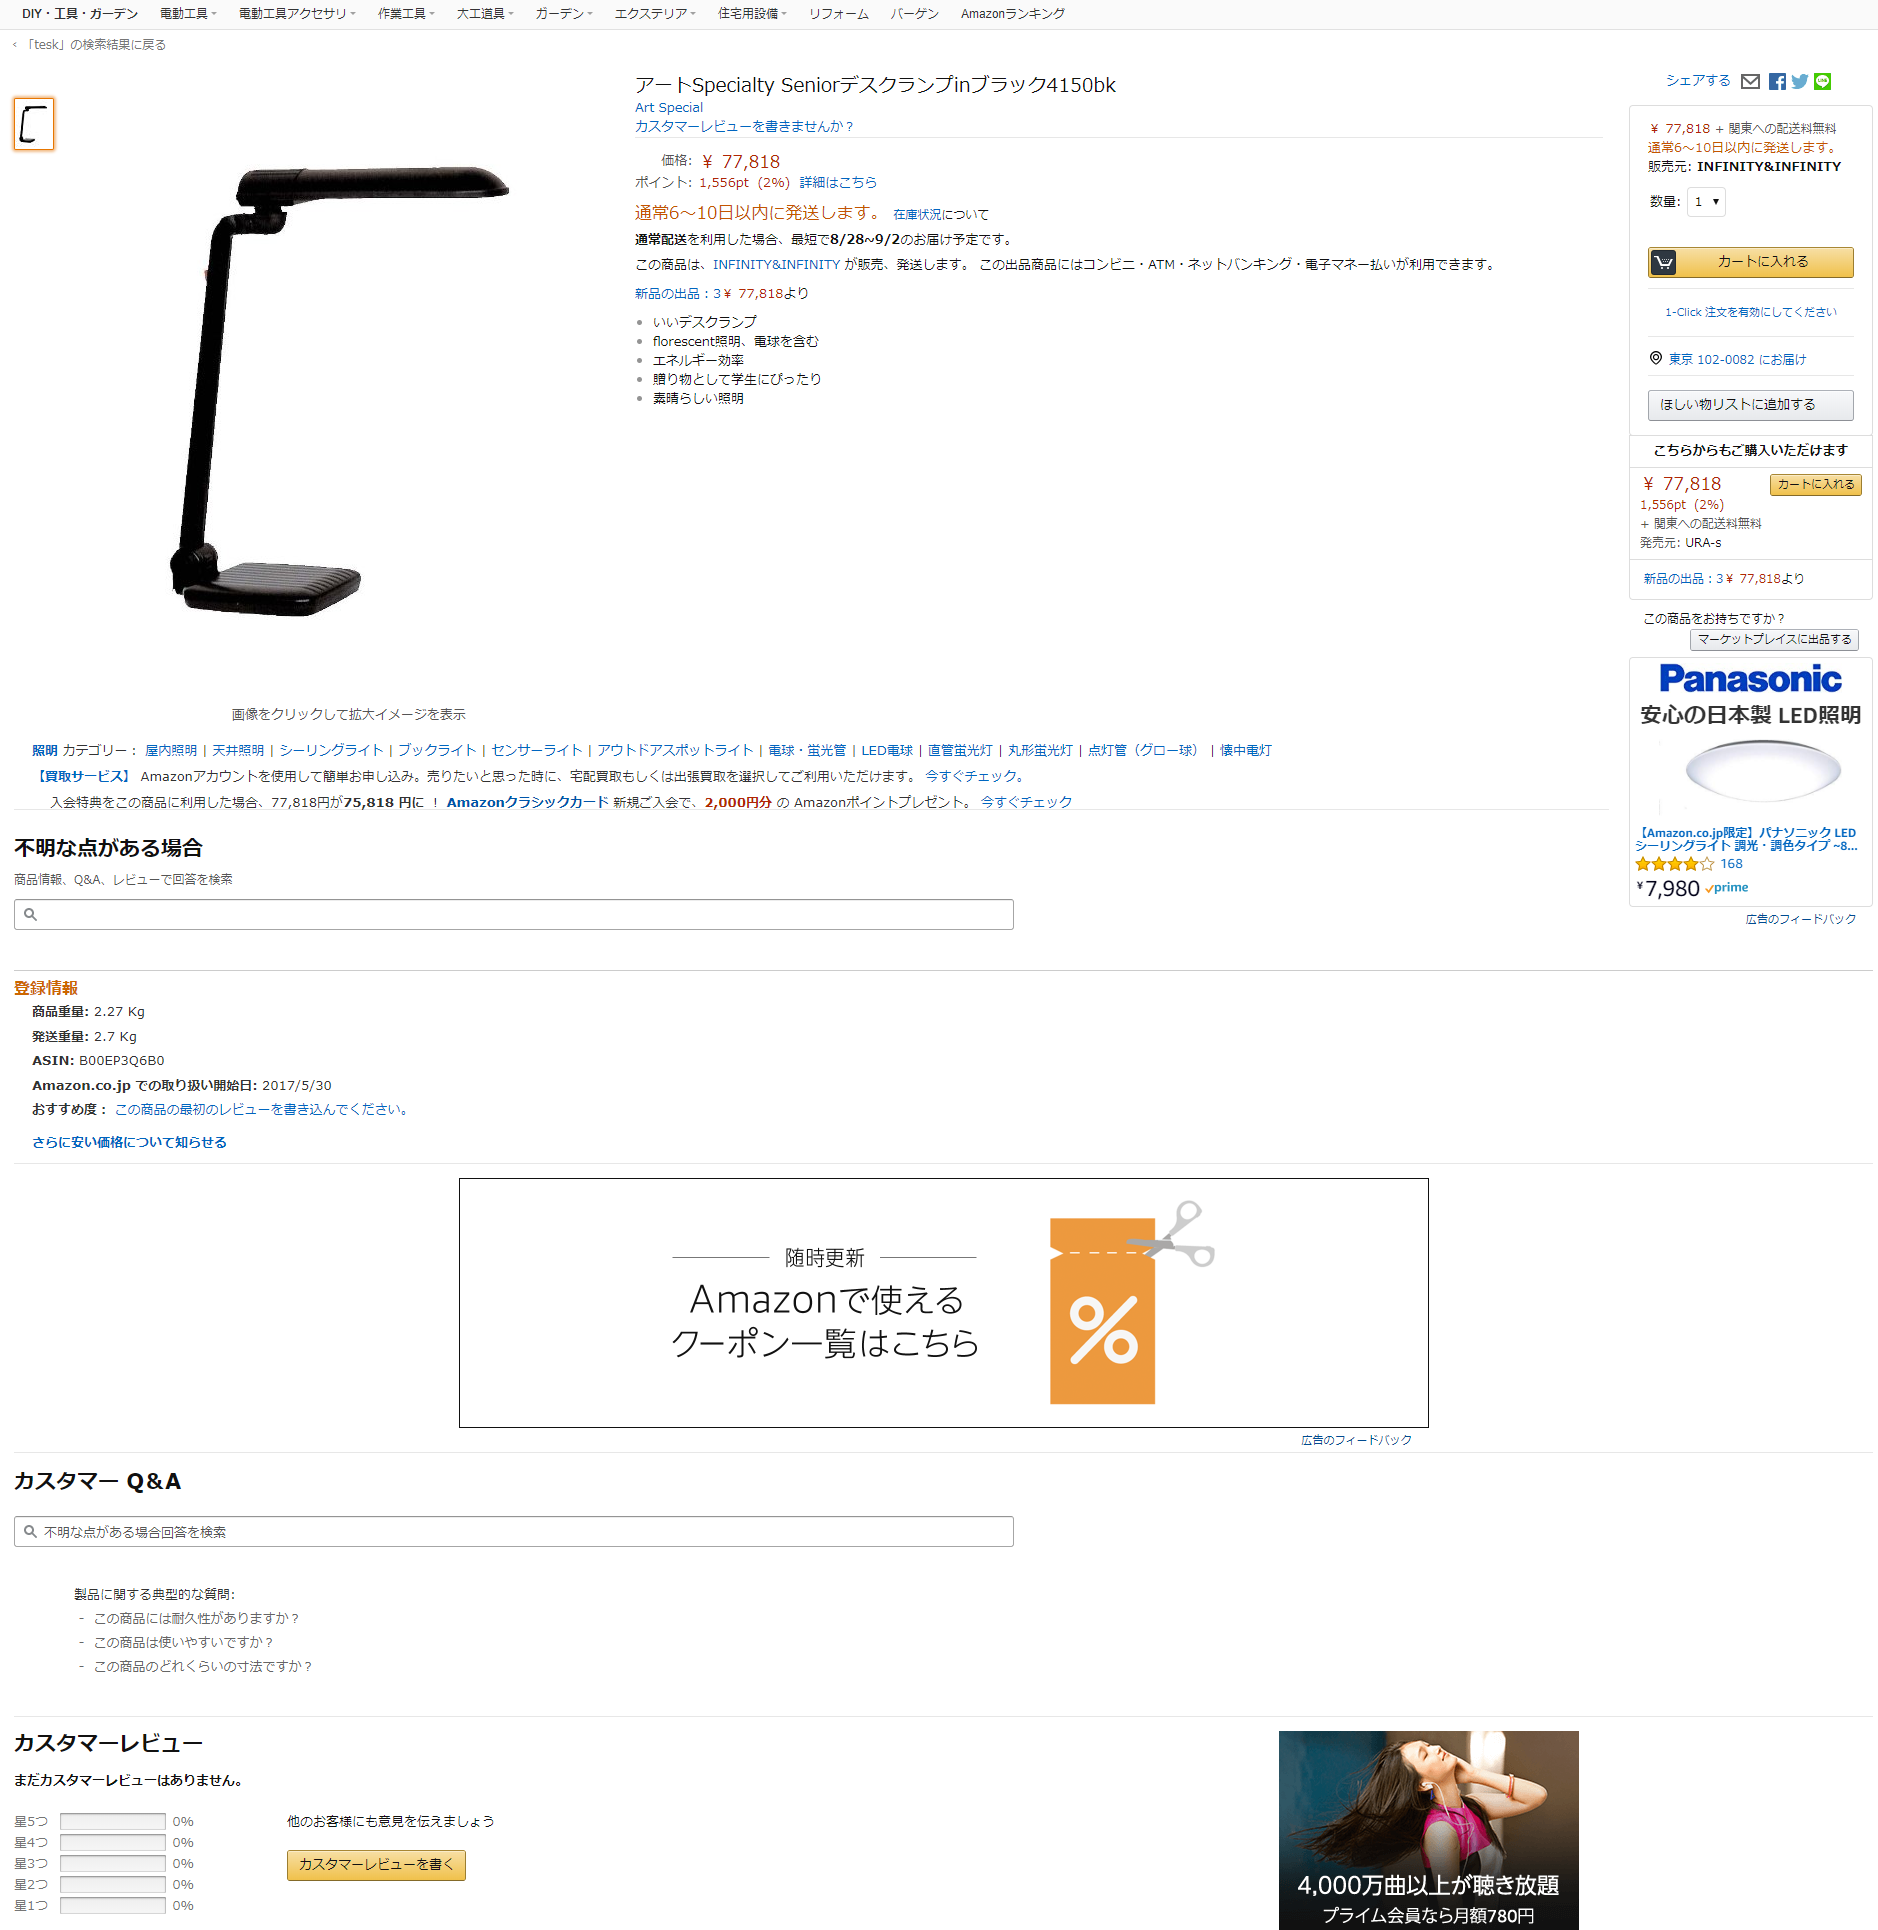 DIY・工具・ガーデン 電動工具 電動工具アクセサリ 作業工具 大工道具 ガーデン エクステリア 住宅用設備 リフォーム バーゲン Amazonランキング
‹ 「tesk」の検索結果に戻る
アートSpecialty Seniorデスクランプinブラック4150bk
Art Special
カスタマーレビューを書きませんか？
価格: ￥ 77,818
ポイント: 1,556pt (2%) 詳細はこちら
通常6～10日以内に発送します。 在庫状況について
通常配送を利用した場合、最短で8/28~9/2のお届け予定です。
この商品は、INFINITY&INFINITY が販売、発送します。 この出品商品にはコンビニ・ATM・ネットバンキング・電子マネー払いが利用できます。
新品の出品：3￥ 77,818より
いいデスクランプ
florescent照明、電球を含む
エネルギー効率
贈り物として学生にぴったり
素晴らしい照明
画像をクリックして拡大イメージを表示
シェアする
LINE
￥ 77,818 + 関東への配送料無料
通常6～10日以内に発送します。
販売元: INFINITY&INFINITY
数量: 1
カートに入れる
1-Click 注文を有効にしてください
東京 102-0082 にお届け
ほしい物リストに追加する
こちらからもご購入いただけます
￥ 77,818 カートに入れる
1,556pt (2%)
+ 関東への配送料無料
発売元: URA-s
新品の出品：3￥ 77,818より
この商品をお持ちですか？
マーケットプレイスに出品する
Panasonic
安心の日本製 LED照明
【Amazon.co.jp限定】パナソニック LED
シーリングライト 調光・調色タイプ ~8...
168
¥7,980 prime
広告のフィードバック
照明 カテゴリー： 屋内照明 | 天井照明 | シーリングライト | ブックライト | センサーライト | アウトドアスポットライト | 電球・蛍光管 | LED電球 | 直管蛍光灯 | 丸形蛍光灯 | 点灯管（グロー球） | 懐中電灯
【買取サービス】 Amazonアカウントを使用して簡単お申し込み。売りたいと思った時に、宅配買取もしくは出張買取を選択してご利用いただけます。 今すぐチェック。
入会特典をこの商品に利用した場合、77,818円が75,818 円に ！ Amazonクラシックカード 新規ご入会で、2,000円分 の Amazonポイントプレゼント。 今すぐチェック
不明な点がある場合
商品情報、Q&A、レビューで回答を検索
登録情報
商品重量: 2.27 Kg
発送重量: 2.7 Kg
ASIN: B00EP3Q6B0
Amazon.co.jp での取り扱い開始日: 2017/5/30
おすすめ度： この商品の最初のレビューを書き込んでください。
さらに安い価格について知らせる
随時更新
Amazonで使える
クーポン一覧はこちら
%
広告のフィードバック
カスタマー Q&A
不明な点がある場合回答を検索
製品に関する典型的な質問:
- この商品には耐久性がありますか？
- この商品は使いやすいですか？
- この商品のどれくらいの寸法ですか？
カスタマーレビュー
まだカスタマーレビューはありません。
星5つ 0%
星4つ 0%
星3つ 0%
星2つ 0%
星1つ 0%
他のお客様にも意見を伝えましょう
カスタマーレビューを書く
4,000万曲以上が聴き放題
プライム会員なら月額780円